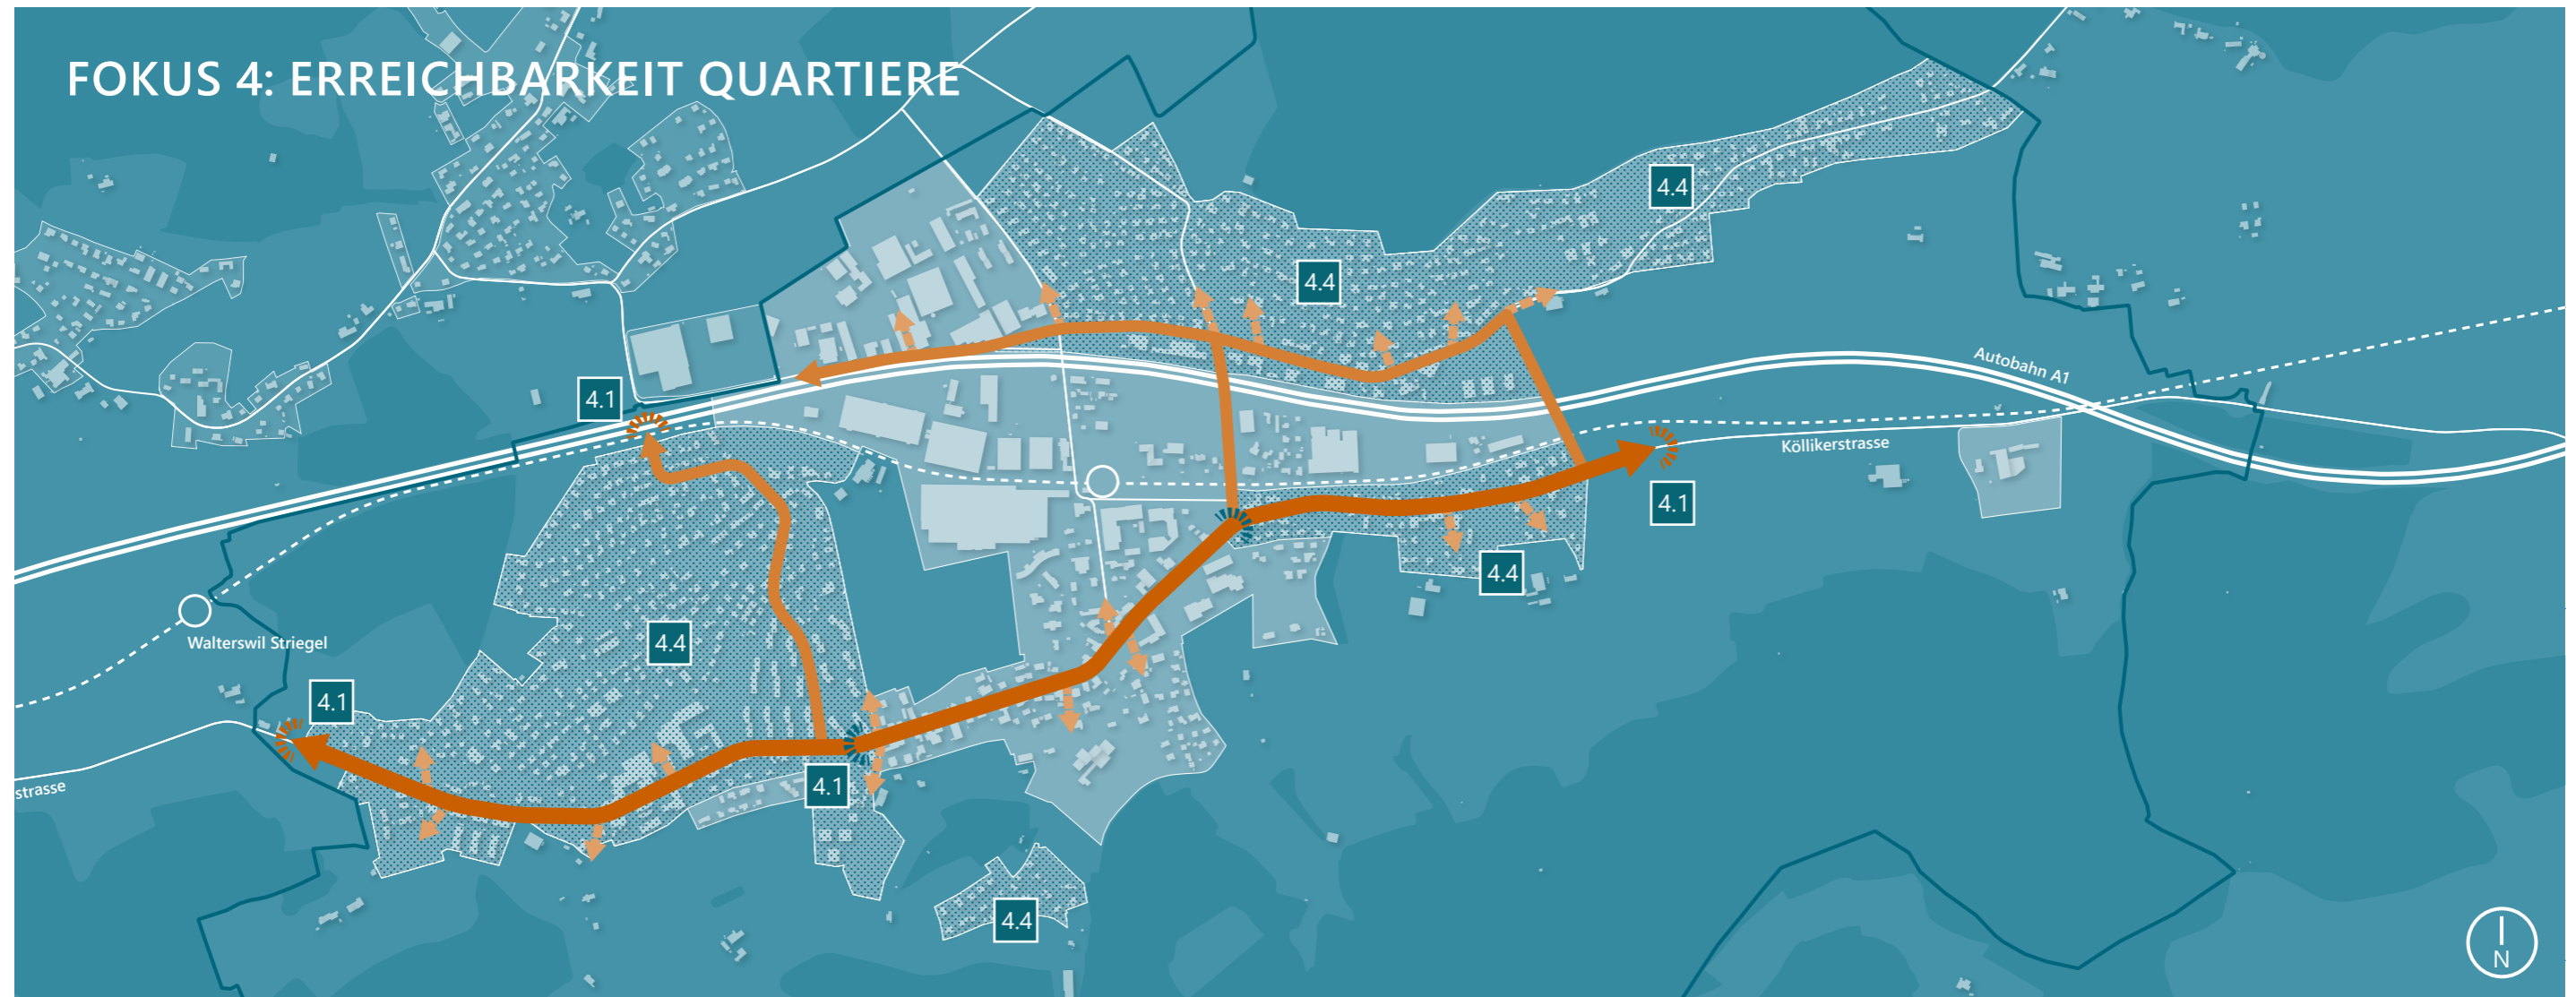 FOKUS 4: ERREICHBARKEIT QUARTIERE
4.4
4.4
Autobahn A1
4.1
Köllikerstrasse
4.1
4.4
Walterswil Striegel
4.4
4.1
strasse
4.1
4.4
N